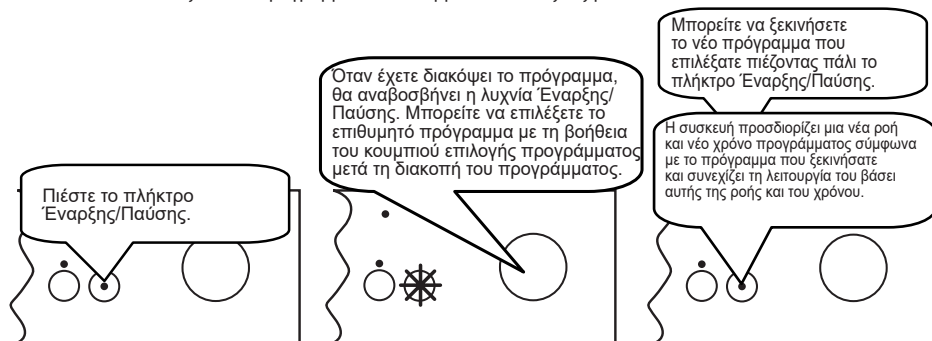 Πιέστε το πλήκτρο
Έναρξης/Παύσης.
Όταν έχετε διακόψει το πρόγραμμα,
θα αναβοσβήνει η λυχνία Έναρξης/
Παύσης. Μπορείτε να επιλέξετε το
επιθυμητό πρόγραμμα με τη βοήθεια
του κουμπιού επιλογής προγράμματος
μετά τη διακοπή του προγράμματος.
Μπορείτε να ξεκινήσετε
το νέο πρόγραμμα που
επιλέξατε πιέζοντας πάλι το
πλήκτρο Έναρξης/Παύσης.
Η συσκευή προσδιορίζει μια νέα ροή
και νέο χρόνο προγράμματος σύμφωνα
με το πρόγραμμα που ξεκινήσατε
και συνεχίζει τη λειτουργία του βάσει
αυτής της ροής και του χρόνου.